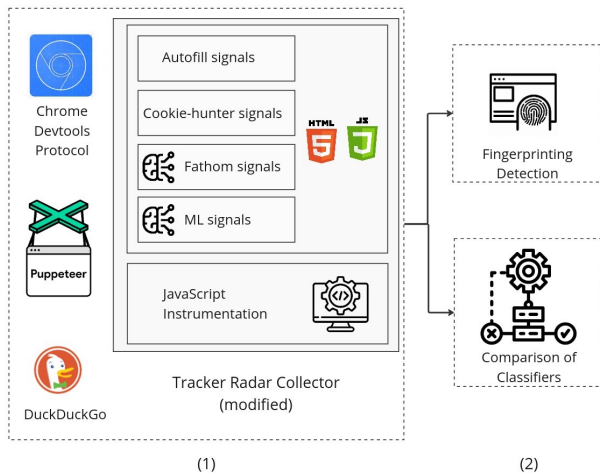 Chrome
Devtools
Protocol
Puppeteer
DuckDuckGo
Autofill signals
Cookie-hunter signals
Fathom signals
ML signals
HTML
5
JS
JavaScript
Instrumentation
</>
Tracker Radar Collector
(modified)
Fingerprinting
Detection
Comparison of
Classifiers
(1)
(2)